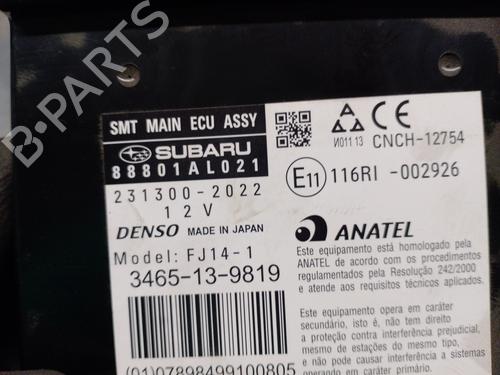 B-PARTS
SMT MAIN ECU ASSY
SUBARU
88801AL021
231300-2022
12V
DENSO MADE IN JAPAN
Model: FJ14-1
3465-13-9819
(01)07898499100805
И011 13
CE
CNCH-12754
E11 116RI -002926
ANATEL
Este equipamento está homologado pela
ANATEL de acordo com os procedimentos
regulamentados pela Resolução 242/2000
e atende aos requisitos técnicos aplicados.
Este equipamento opera em caráter
secundário, isto é, não tem direito
a proteção contra interferência prejudicial,
mesmo de estações do mesmo tipo,
e não pode causar interferência a sistemas
operando em caráter primário.